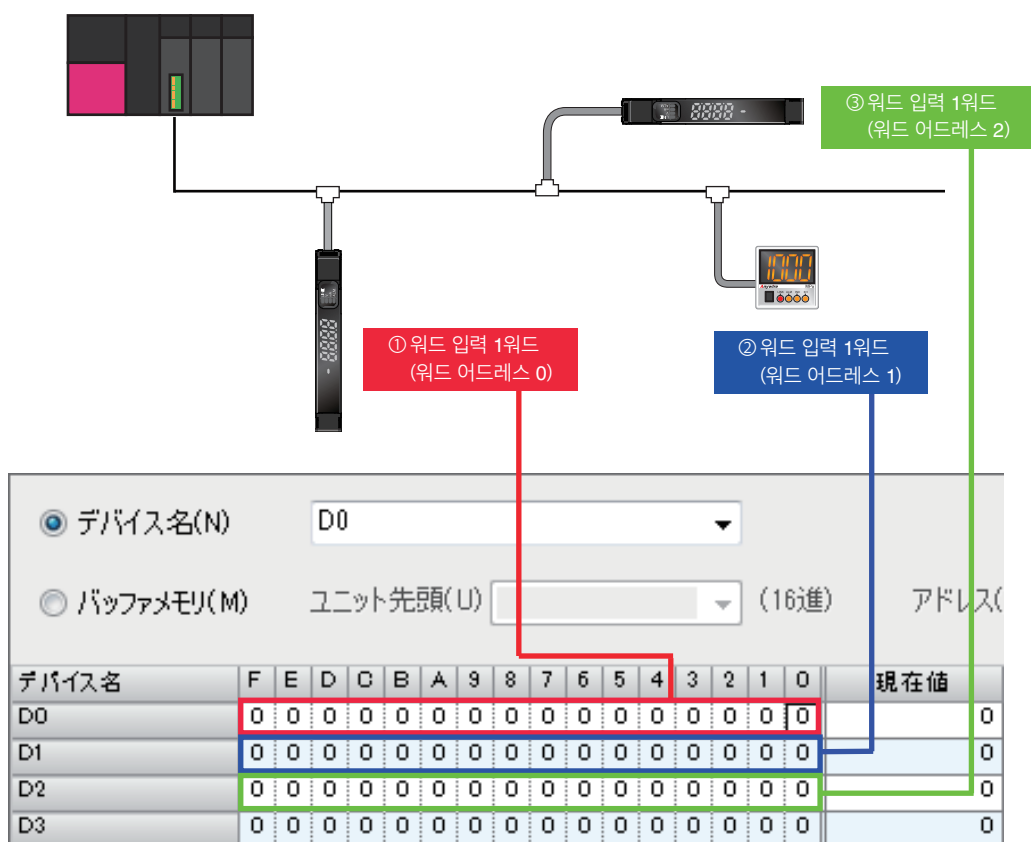 8888 -
③워드 입력 1워드
(워드 어드레스 2)
1000
Anywire
8888
①워드 입력 1워드
(워드 어드레스 0)
②워드 입력 1워드
(워드 어드레스 1)
デバイス名(N) D0
バッファメモリ(M) ユニット先頭(U) (16進) アドレス(
デバイス名 F E D C B A 9 8 7 6 5 4 3 2 1 0 現在値
D0 0 0 0 0 0 0 0 0 0 0 0 0 0 0 0 0 0
D1 0 0 0 0 0 0 0 0 0 0 0 0 0 0 0 0 0
D2 0 0 0 0 0 0 0 0 0 0 0 0 0 0 0 0 0
D3 0 0 0 0 0 0 0 0 0 0 0 0 0 0 0 0 0